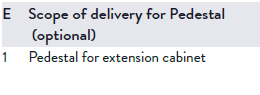 E Scope of delivery for Pedestal
(optional)
1 Pedestal for extension cabinet